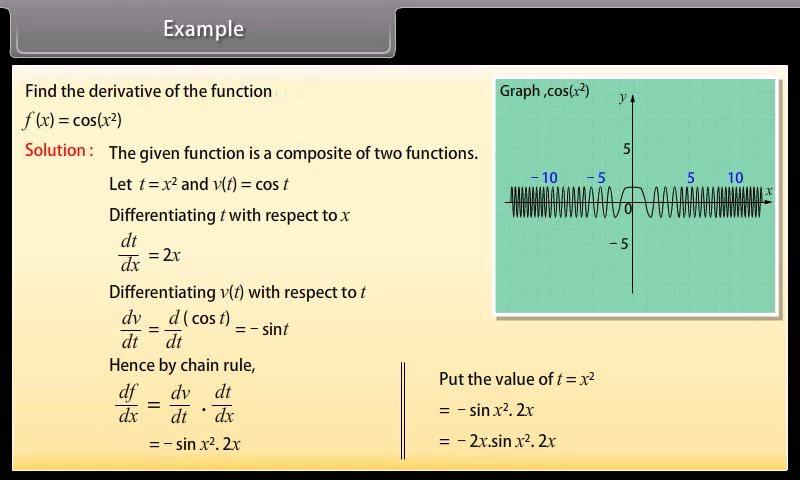 Example
Find the derivative of the function
f (x) = cos(x²)
Solution : The given function is a composite of two functions.
Let t = x² and v(t) = cos t
Differentiating t with respect to x
dt/dx = 2x
Differentiating v(t) with respect to t
dv/dt = d/dt ( cos t) = – sint
Hence by chain rule,
df/dx = dv/dt . dt/dx
= – sin x². 2x
Put the value of t = x²
= – sin x². 2x
= – 2x.sin x². 2x
Graph ,cos(x²)
y
5
– 10 – 5 5 10
x
0
– 5